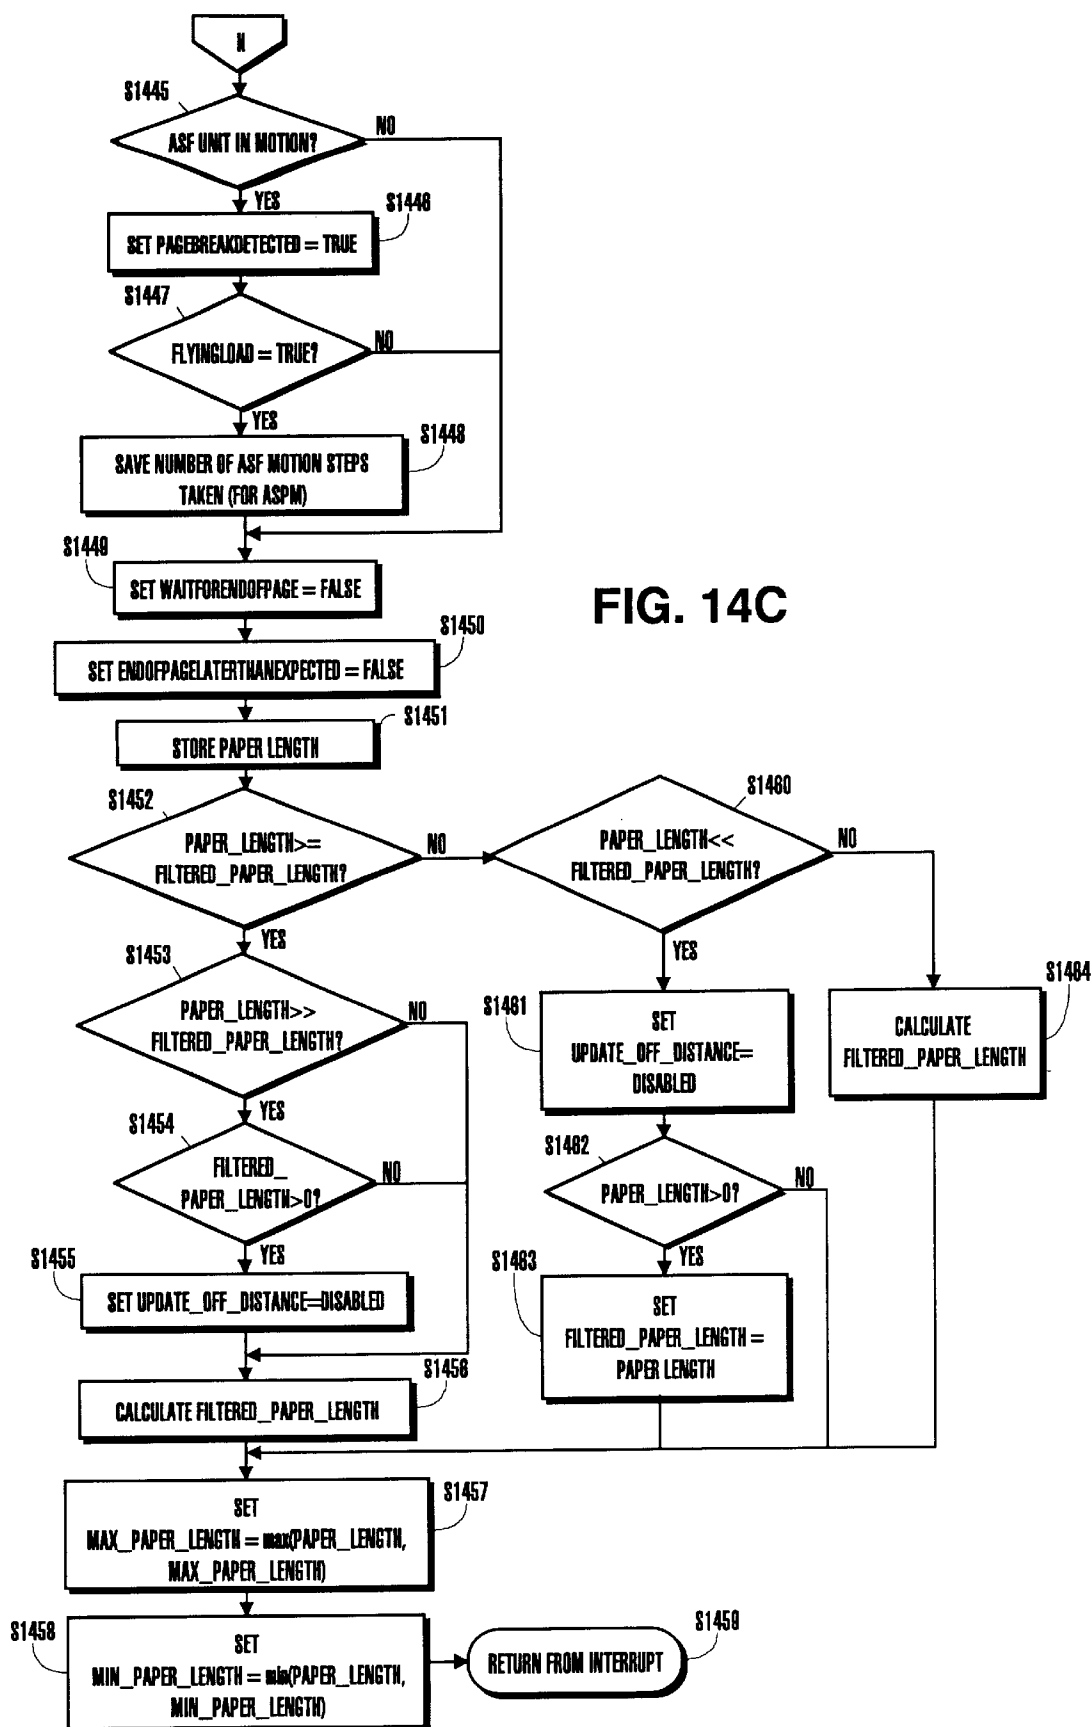 N
S1445
ASF UNIT IN MOTION?
NO
YES
S1446
SET PAGEBREAKDETECTED = TRUE
S1447
FLYINGLOAD = TRUE?
NO
YES
S1448
SAVE NUMBER OF ASF MOTION STEPS
TAKEN (FOR ASPM)
S1449
SET WAITFORENDOFPAGE = FALSE
FIG. 14C
S1450
SET ENDOFPAGELATERTHANEXPECTED = FALSE
S1451
STORE PAPER LENGTH
S1452
PAPER_LENGTH>=
FILTERED_PAPER_LENGTH?
NO
YES
S1460
PAPER_LENGTH<<
FILTERED_PAPER_LENGTH?
NO
YES
S1453
PAPER_LENGTH>>
FILTERED_PAPER_LENGTH?
NO
YES
S1461
SET
UPDATE_OFF_DISTANCE=
DISABLED
S1464
CALCULATE
FILTERED_PAPER_LENGTH
S1454
FILTERED_
PAPER_LENGTH>0?
NO
YES
S1462
PAPER_LENGTH>0?
NO
YES
S1455
SET UPDATE_OFF_DISTANCE=DISABLED
S1463
SET
FILTERED_PAPER_LENGTH =
PAPER LENGTH
S1456
CALCULATE FILTERED_PAPER_LENGTH
S1457
SET
MAX_PAPER_LENGTH = max(PAPER_LENGTH,
MAX_PAPER_LENGTH)
S1458
SET
MIN_PAPER_LENGTH = min(PAPER_LENGTH,
MIN_PAPER_LENGTH)
S1459
RETURN FROM INTERRUPT